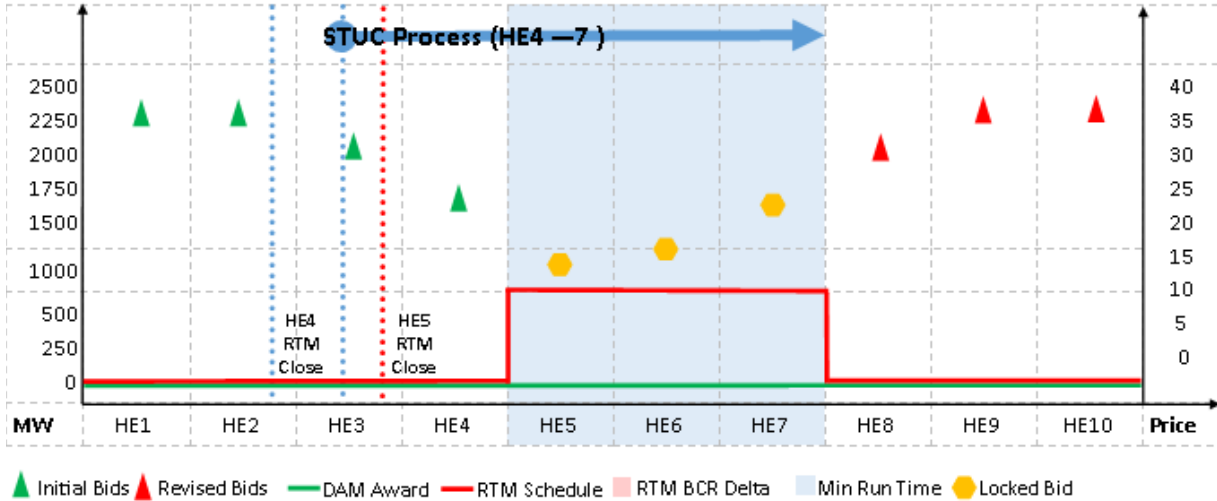 STUC Process (HE4 —7 )
2500
2250
2000
1750
1500
1000
500
250
0
40
35
30
25
20
15
10
5
0
HE4
RTM
Close
HE5
RTM
Close
MW HE1 HE2 HE3 HE4 HE5 HE6 HE7 HE8 HE9 HE10 Price
Initial Bids Revised Bids DAM Award RTM Schedule RTM BCR Delta Min Run Time Locked Bid